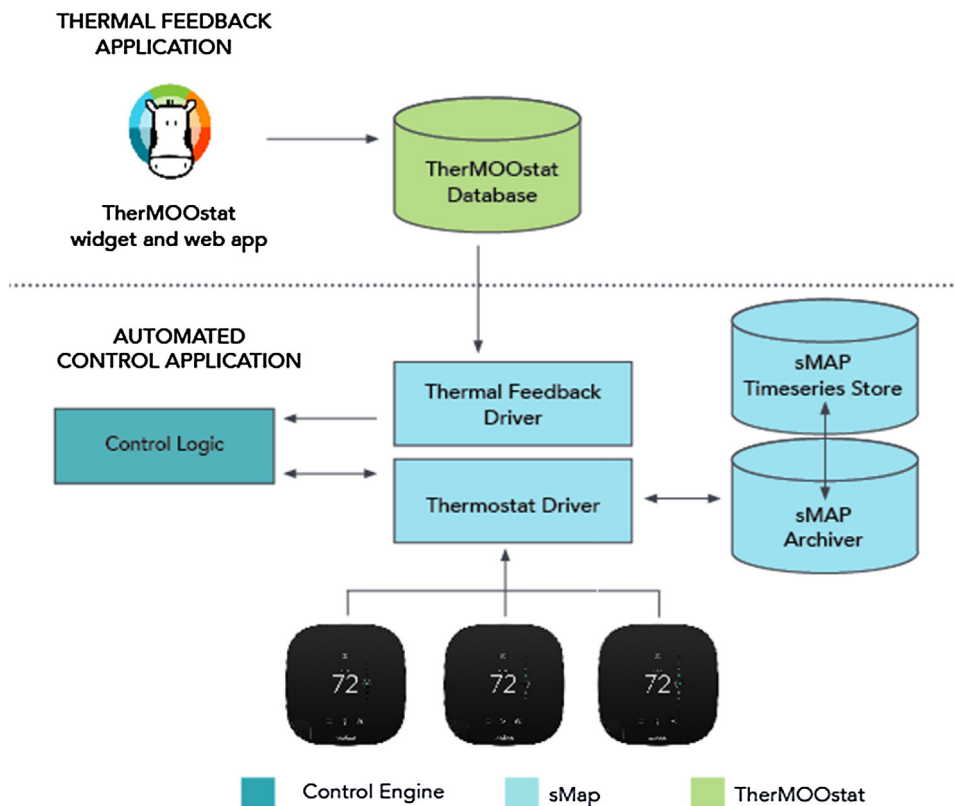 THERMAL FEEDBACK
APPLICATION
TherMOOstat
widget and web app
TherMOOstat
Database
AUTOMATED
CONTROL APPLICATION
Thermal Feedback
Driver
Control Logic
Thermostat Driver
sMAP
Timeseries Store
sMAP
Archiver
72
72
72
Control Engine
sMap
TherMOOstat